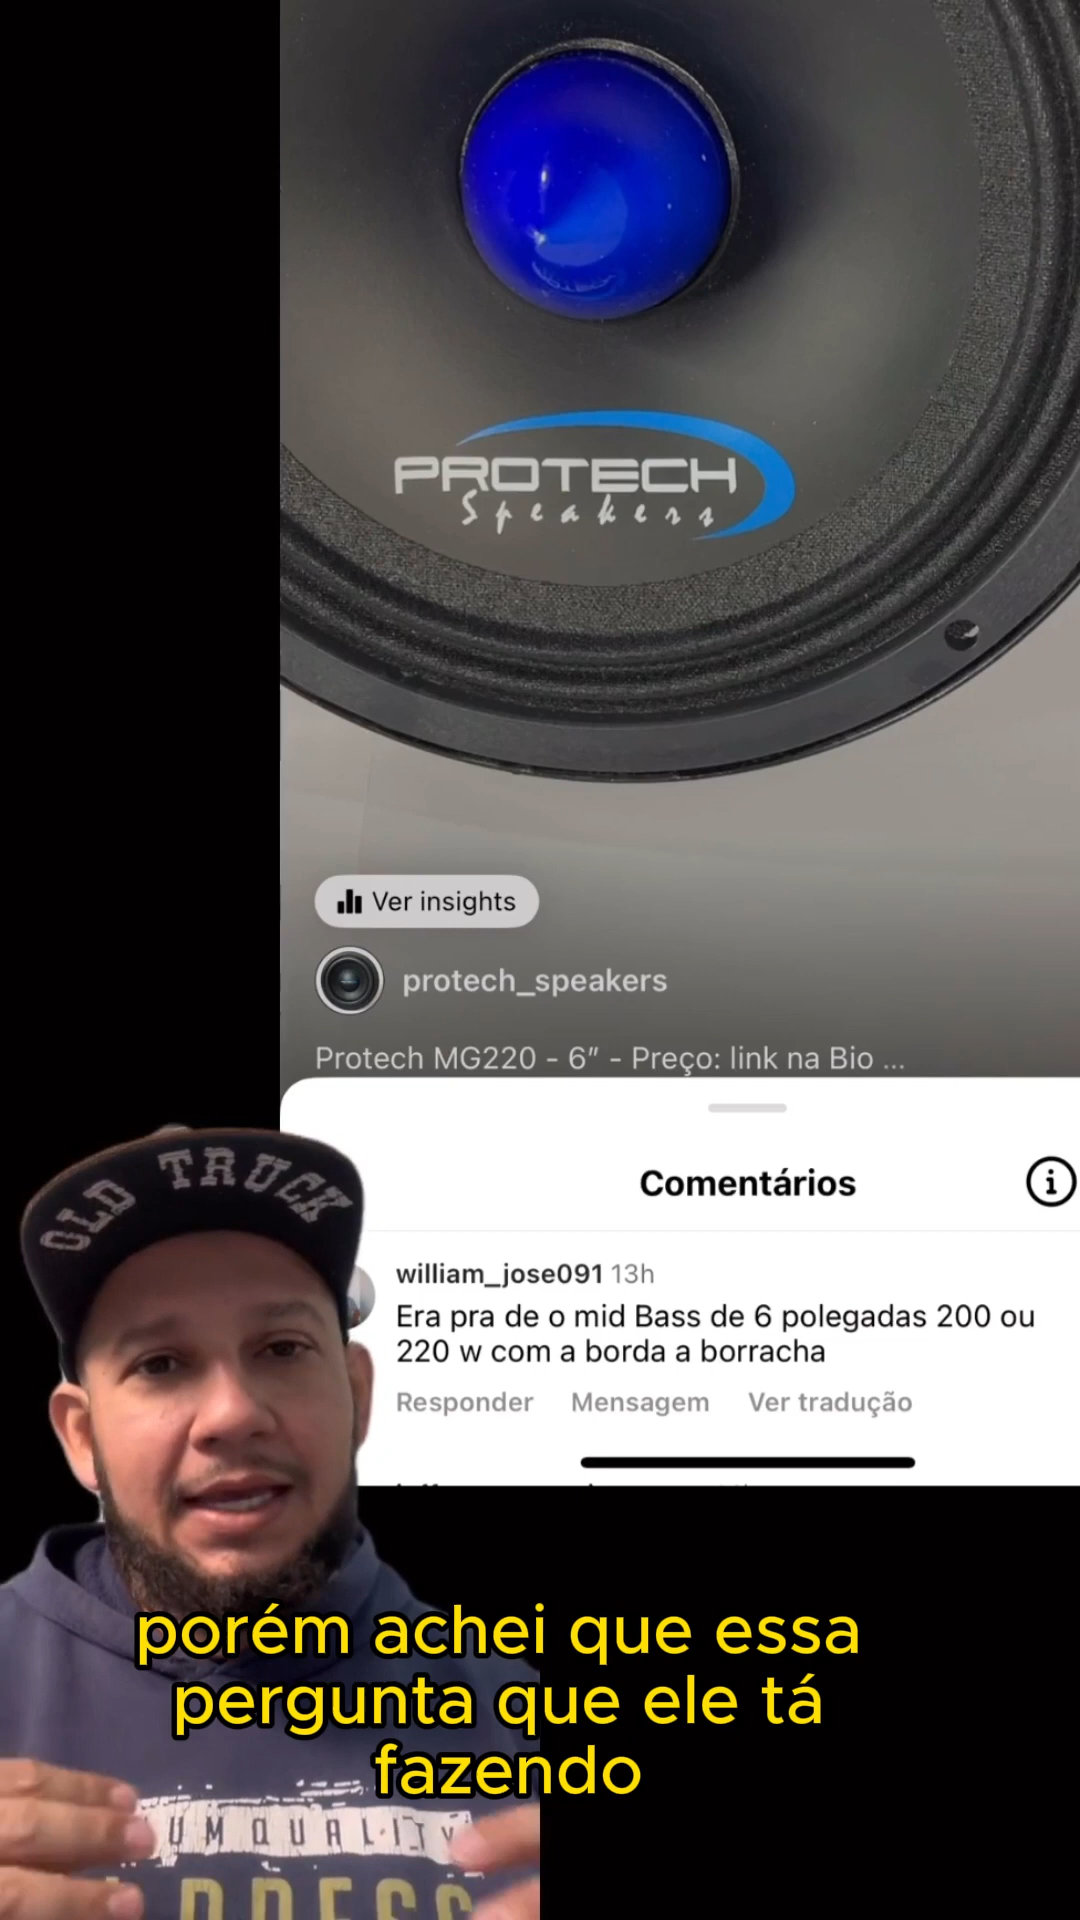 PROTECH
Speakers
Ver insights
protech_speakers
Protech MG220 - 6” - Preço: link na Bio ...
Comentários
william_jose091 13h
Era pra de o mid Bass de 6 polegadas 200 ou
220 w com a borda a borracha
Responder Mensagem Ver tradução
OLD TRUCK
porém achei que essa
pergunta que ele tá
fazendo
UMQUALITY